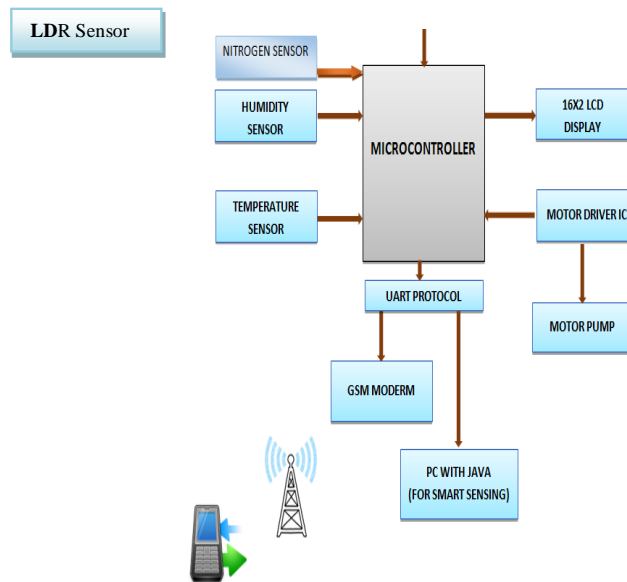 LDR Sensor
NITROGEN SENSOR
HUMIDITY
SENSOR
MICROCONTROLLER
16X2 LCD
DISPLAY
TEMPERATURE
SENSOR
MOTOR DRIVER IC
UART PROTOCOL
MOTOR PUMP
GSM MODERM
PC WITH JAVA
(FOR SMART SENSING)